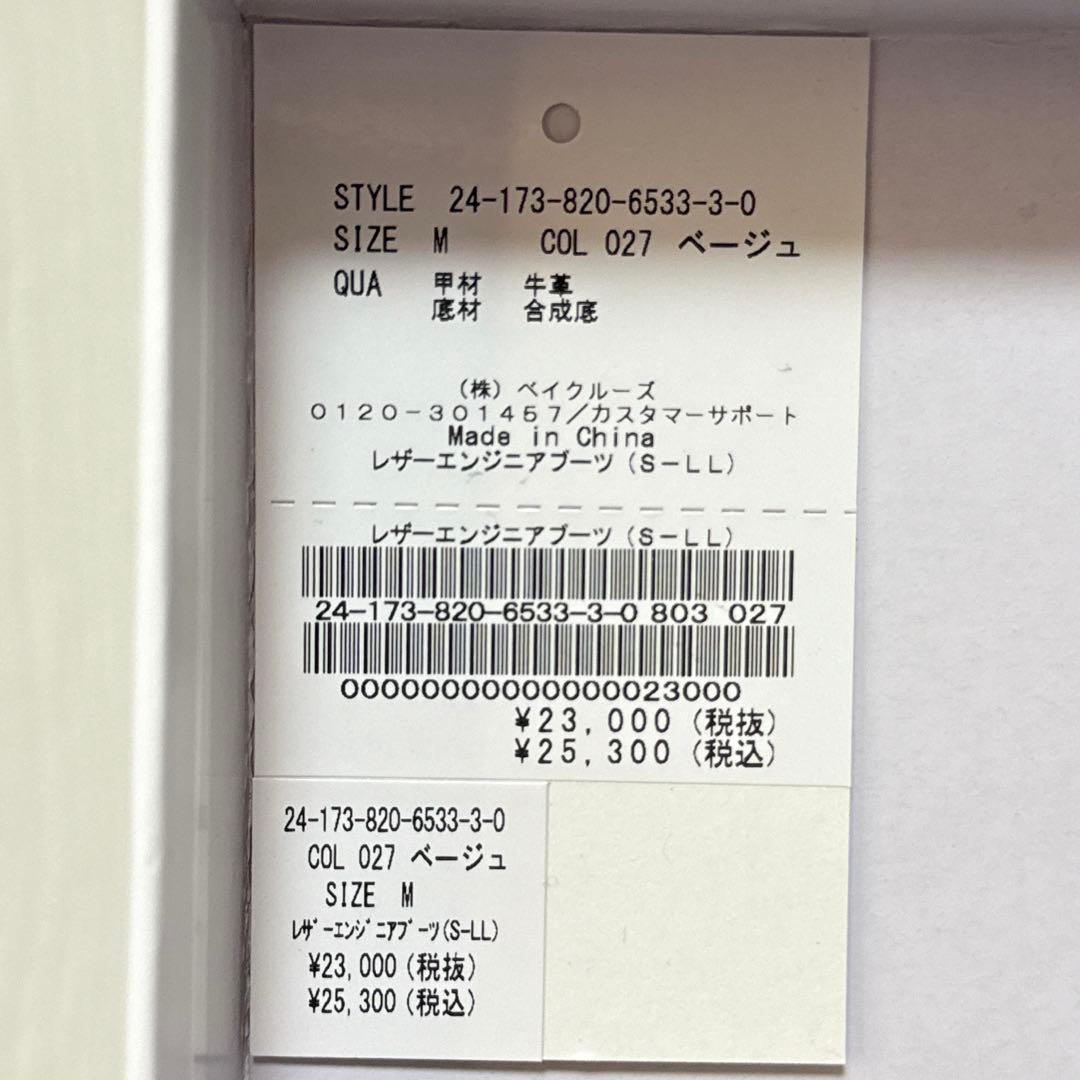 STYLE 24-173-820-6533-3-0
SIZE M COL 027 ベージュ
QUA 甲材 牛革
底材 合成底
（株）ベイクルーズ
０１２０－３０１４５７／カスタマーサポート
Made in China
レザーエンジニアブーツ（Ｓ－ＬＬ）
レザーエンジニアブーツ（Ｓ－ＬＬ）
24-173-820-6533-3-0 803 027
00000000000000023000
¥23,000（税抜）
¥25,300（税込）
24-173-820-6533-3-0
COL 027 ベージュ
SIZE M
ﾚｻﾞｰｴﾝｼﾞﾆｱﾌﾞｰﾂ(S-LL)
¥23,000(税抜)
¥25,300(税込)